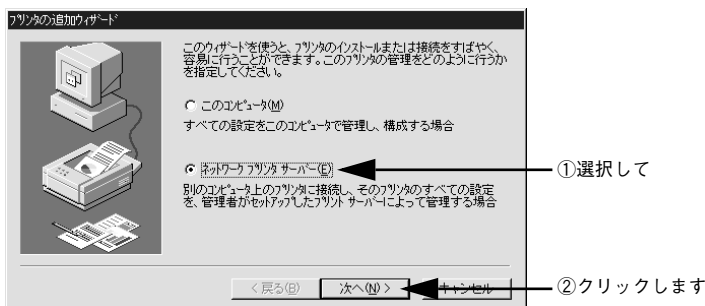 プリンタの追加ウィザード
このウィザードを使うと、プリンタのインストールまたは接続をすばやく、
容易に行うことができます。このプリンタの管理をどのように行うか
を指定してください。
このコンピュータ(M)
すべての設定をこのコンピュータで管理し、構成する場合
ネットワーク プリンタ サーバー(E)
①選択して
別のコンピュータ上のプリンタに接続し、そのプリンタのすべての設定
を、管理者がセットアップしたプリント サーバーによって管理する場合
< 戻る(B)
次へ(N) >
キャンセル
②クリックします